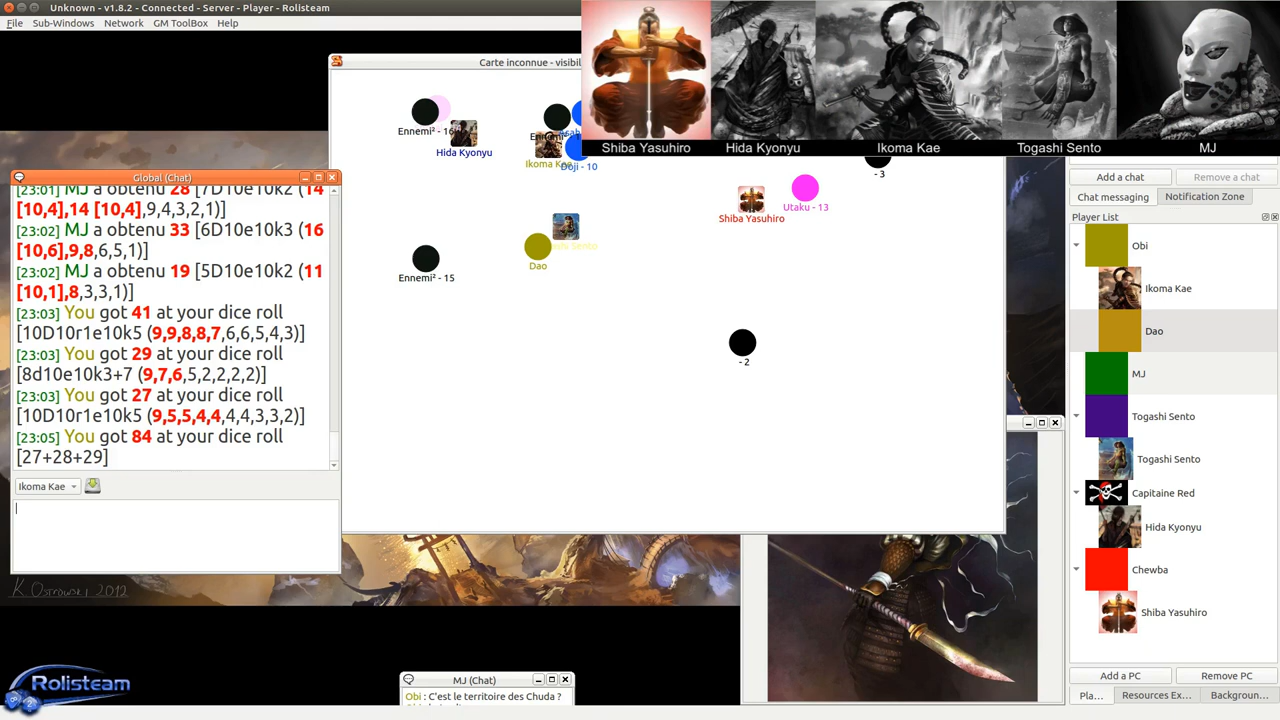 Unknown - v1.8.2 - Connected - Server - Player - Rolisteam
File Sub-Windows Network GM ToolBox Help
Carte inconnue - visibil
Shiba Yasuhiro Hida Kyonyu Ikoma Kae Togashi Sento MJ
Ennemi² - 16
Hida Kyonyu
Ikoma
Doji - 10
- 3
Shiba Yasuhiro
Utaku - 13
Sento
Dao
Ennemi² - 15
- 2
Global (Chat)
[23:01] MJ a obtenu 28 [7D10e10k2 (14
[10,4],14 [10,4],9,4,3,2,1)]
[23:02] MJ a obtenu 33 [6D10e10k3 (16
[10,6],9,8,6,5,1)]
[23:02] MJ a obtenu 19 [5D10e10k2 (11
[10,1],8,3,3,1)]
[23:03] You got 41 at your dice roll
[10D10r1e10k5 (9,9,8,8,7,6,6,5,4,3)]
[23:03] You got 29 at your dice roll
[8d10e10k3+7 (9,7,6,5,2,2,2,2)]
[23:03] You got 27 at your dice roll
[10D10r1e10k5 (9,5,5,4,4,4,4,3,3,2)]
[23:05] You got 84 at your dice roll
[27+28+29]
Ikoma Kae
K Ostrowski 2012
Rolisteam
MJ (Chat)
Obi : C'est le territoire des Chuda ?
Add a chat Remove a chat
Chat messaging Notification Zone
Player List
Obi
Ikoma Kae
Dao
MJ
Togashi Sento
Togashi Sento
Capitaine Red
Hida Kyonyu
Chewba
Shiba Yasuhiro
Add a PC Remove PC
Pla... Resources Ex... Backgroun...